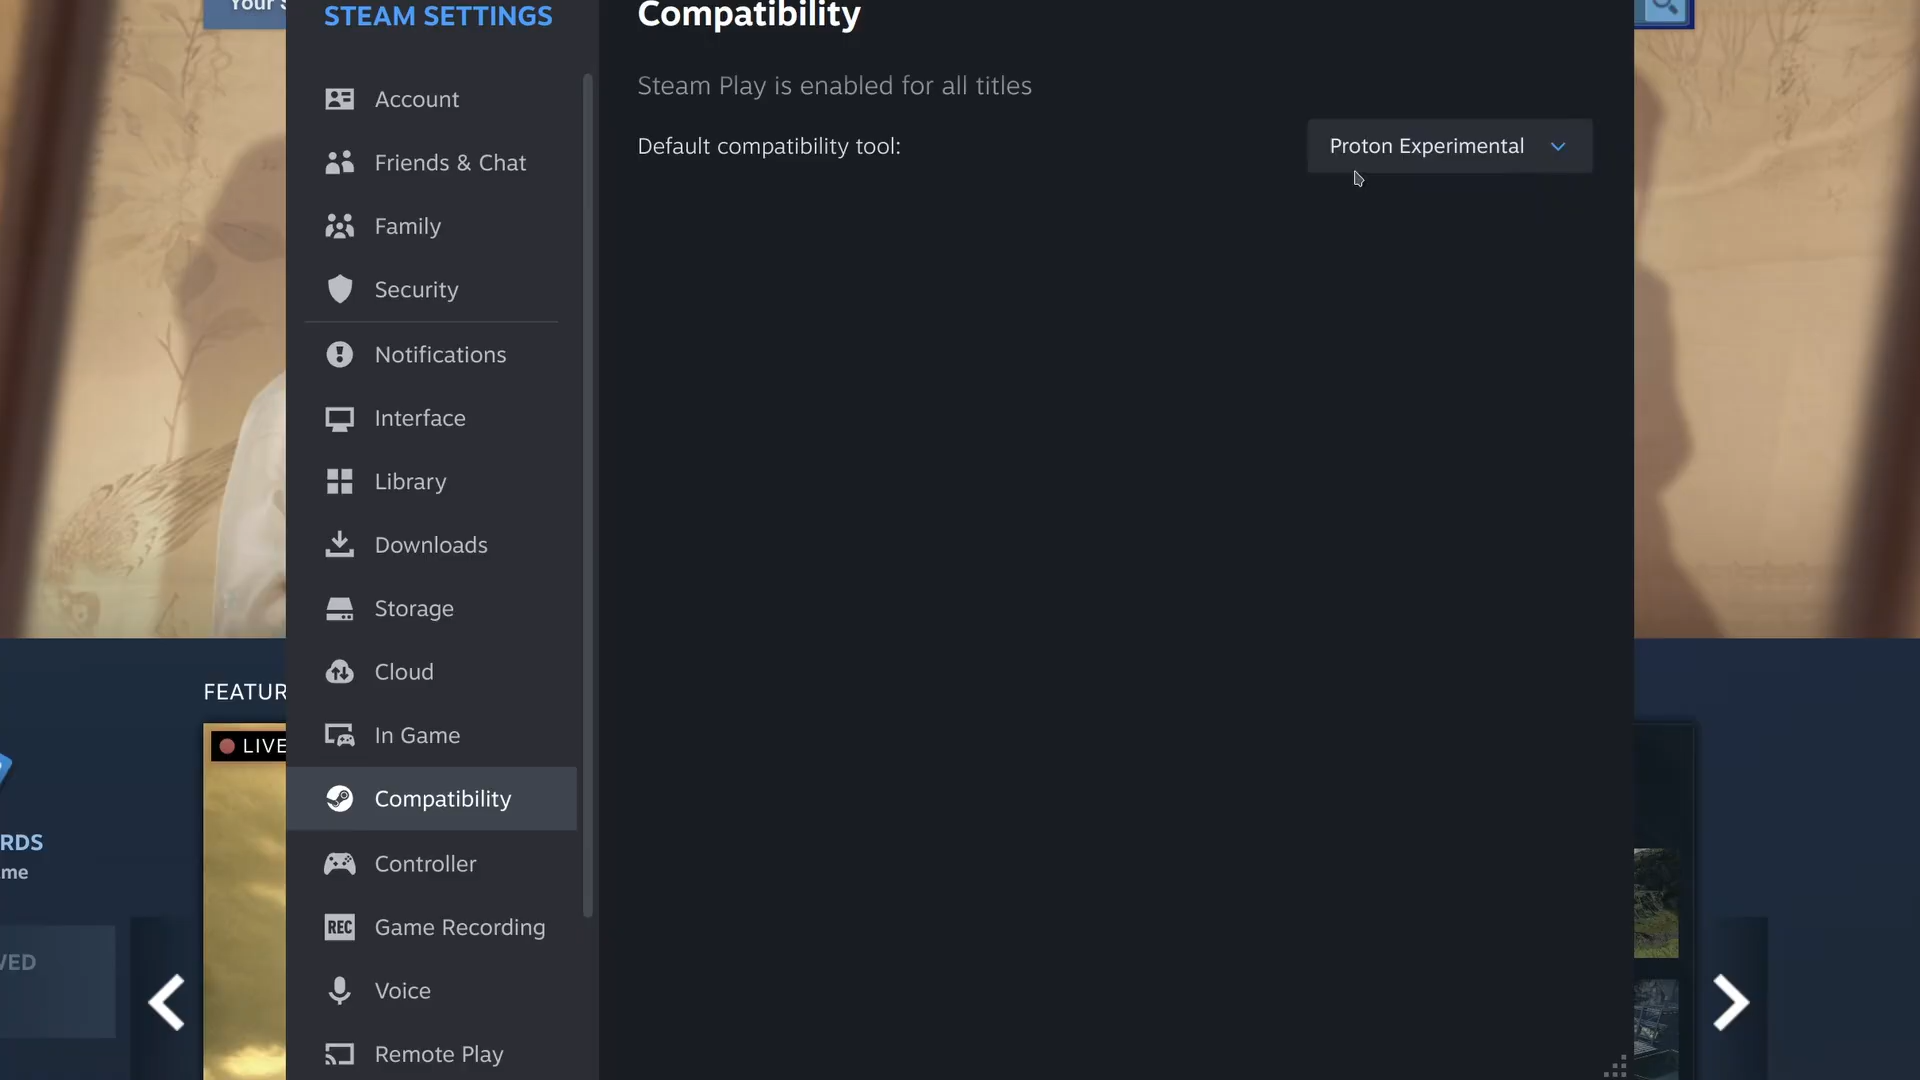 Your S
STEAM SETTINGS
Compatibility
Account
Steam Play is enabled for all titles
Default compatibility tool:
Proton Experimental
Friends & Chat
Family
Security
Notifications
Interface
Library
Downloads
Storage
Cloud
In Game
Compatibility
Controller
REC
Game Recording
Voice
Remote Play
FEATUR
LIVE
RDS
me
VED